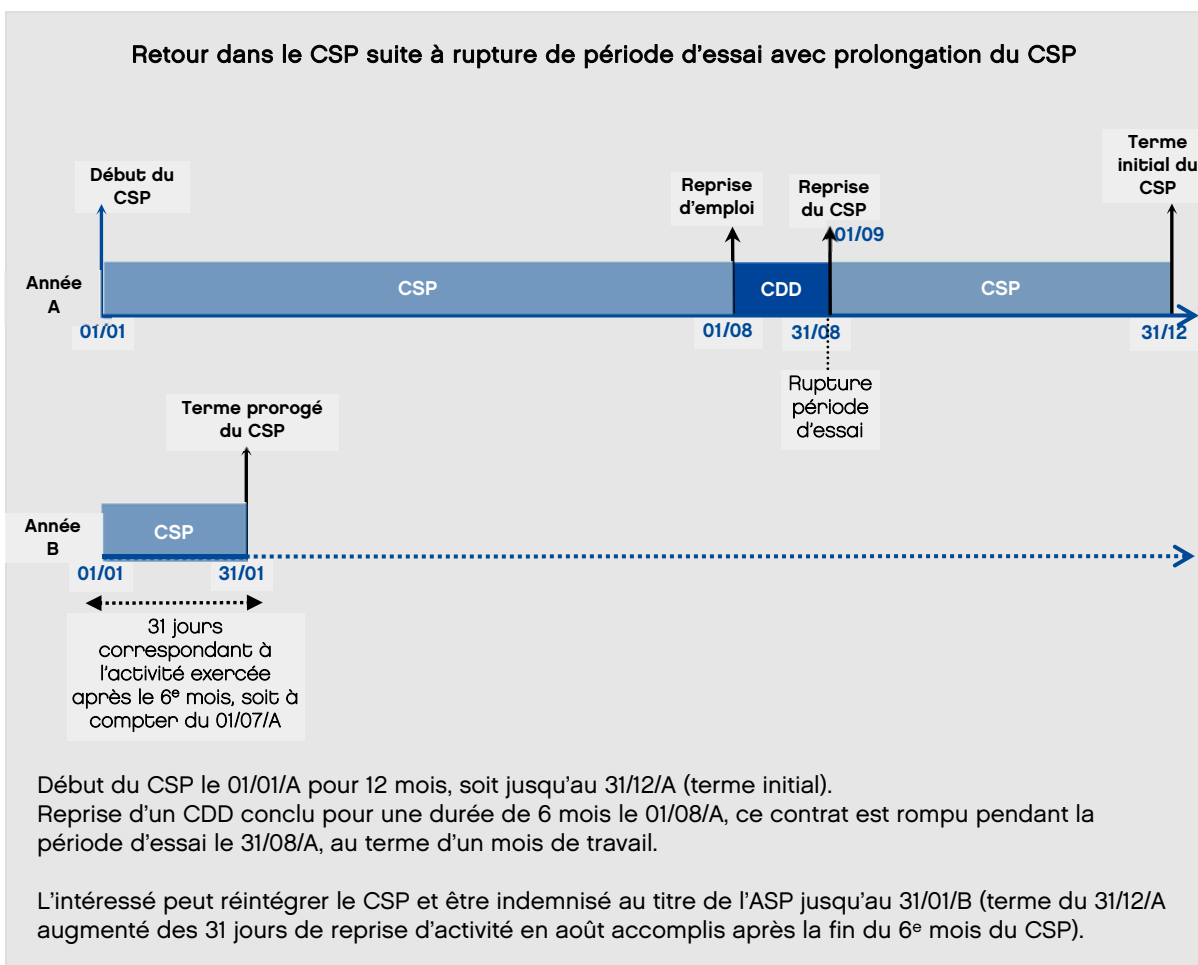 Retour dans le CSP suite à rupture de période d'essai avec prolongation du CSP
Terme
initial du
CSP
Début du
CSP
Reprise
d'emploi
Reprise
du CSP
01/09
Année
A
CSP
CDD
CSP
01/01
01/08
31/08
31/12
Rupture
période
d'essai
Terme prorogé
du CSP
Année
B
CSP
01/01
31/01
31 jours
correspondant à
l'activité exercée
après le 6e mois, soit à
compter du 01/07/A
Début du CSP le 01/01/A pour 12 mois, soit jusqu'au 31/12/A (terme initial).
Reprise d'un CDD conclu pour une durée de 6 mois le 01/08/A, ce contrat est rompu pendant la
période d'essai le 31/08/A, au terme d'un mois de travail.
L'intéressé peut réintégrer le CSP et être indemnisé au titre de l'ASP jusqu'au 31/01/B (terme du 31/12/A
augmenté des 31 jours de reprise d'activité en août accomplis après la fin du 6e mois du CSP).